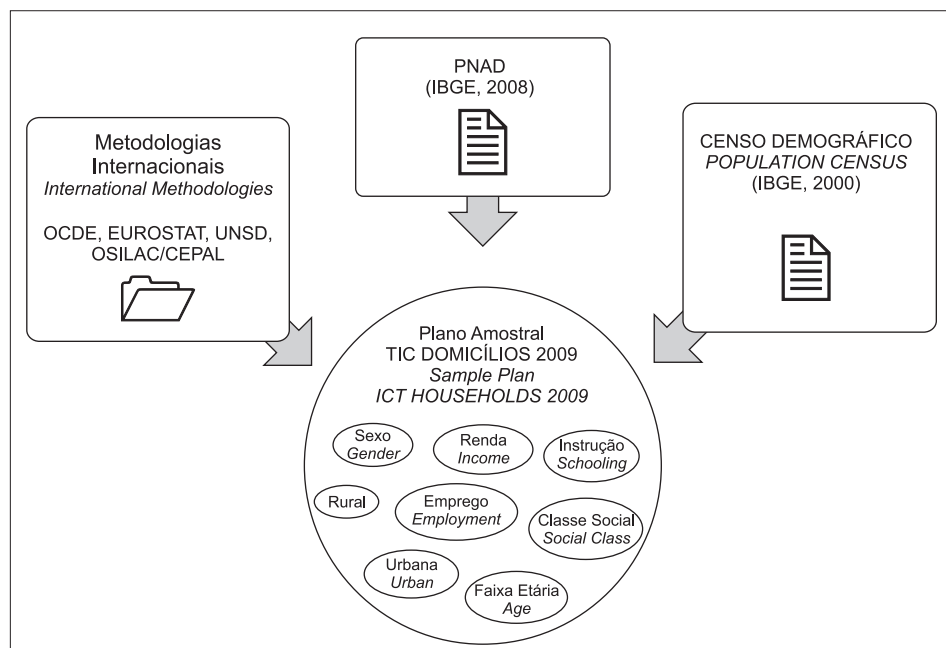 PNAD
(IBGE, 2008)
Metodologias
Internacionais
International Methodologies
OCDE, EUROSTAT, UNSD,
OSILAC/CEPAL
CENSO DEMOGRÁFICO
POPULATION CENSUS
(IBGE, 2000)
Plano Amostral
TIC DOMICÍLIOS 2009
Sample Plan
ICT HOUSEHOLDS 2009
Sexo
Gender
Renda
Income
Instrução
Schooling
Rural
Emprego
Employment
Classe Social
Social Class
Urbana
Urban
Faixa Etária
Age